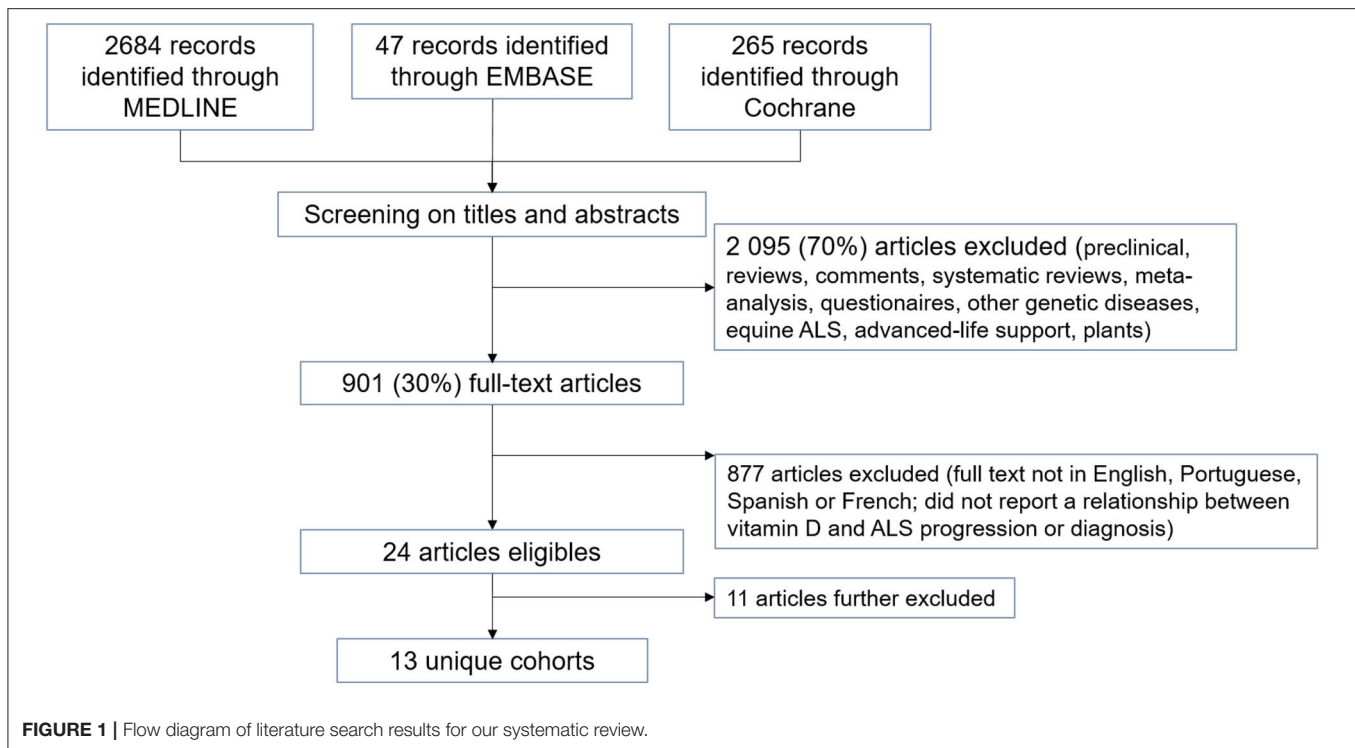 2684 records
identified through
MEDLINE
47 records identified
through EMBASE
265 records
identified through
Cochrane
Screening on titles and abstracts
2 095 (70%) articles excluded (preclinical,
reviews, comments, systematic reviews, meta-
analysis, questionaires, other genetic diseases,
equine ALS, advanced-life support, plants)
901 (30%) full-text articles
877 articles excluded (full text not in English, Portuguese,
Spanish or French; did not report a relationship between
vitamin D and ALS progression or diagnosis)
24 articles eligibles
11 articles further excluded
13 unique cohorts
FIGURE 1 | Flow diagram of literature search results for our systematic review.